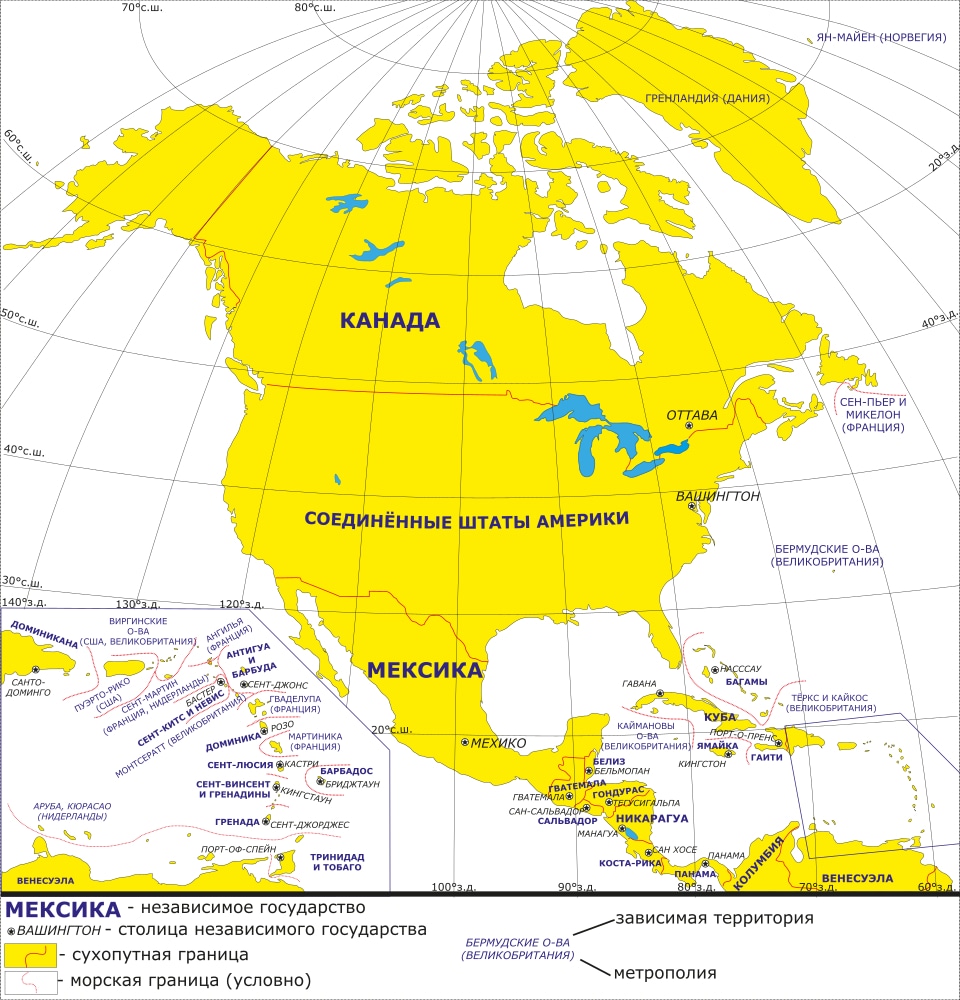 70°с.ш.
80°с.ш.
ЯН-МАЙЕН (НОРВЕГИЯ)
ГРЕНЛАНДИЯ (ДАНИЯ)
60°с.ш.
20°з.д.
50°с.ш.
КАНАДА
40°з.д.
СЕН-ПЬЕР И
МИКЕЛОН
(ФРАНЦИЯ)
ОТТАВА
40°с.ш.
ВАШИНГТОН
СОЕДИНЁННЫЕ ШТАТЫ АМЕРИКИ
БЕРМУДСКИЕ О-ВА
(ВЕЛИКОБРИТАНИЯ)
30°с.ш.
140°з.д.
130°з.д.
120°з.д.
ДОМИНИКАНА
ВИРГИНСКИЕ
О-ВА
(США, ВЕЛИКОБРИТАНИЯ)
АНГИЛЬЯ
(ФРАНЦИЯ)
АНТИГУА
И
БАРБУДА
САНТО-
ДОМИНГО
ПУЭРТО-РИКО
(США)
СЕНТ-МАРТИН
(ФРАНЦИЯ, НИДЕРЛАНДЫ)
БАСТЕР
СЕНТ-ДЖОНС
СЕНТ-КИТС И НЕВИС
МОНТСЕРАТТ (ВЕЛИКОБРИТАНИЯ)
ГВАДЕЛУПА
(ФРАНЦИЯ)
РОЗО
ДОМИНИКА
МАРТИНИКА
(ФРАНЦИЯ)
СЕНТ-ЛЮСИЯ
КАСТРИ
БАРБАДОС
БРИДЖТАУН
СЕНТ-ВИНСЕНТ
И ГРЕНАДИНЫ
КИНГСТАУН
АРУБА, КЮРАСАО
(НИДЕРЛАНДЫ)
ГРЕНАДА
СЕНТ-ДЖОРДЖЕС
ПОРТ-ОФ-СПЕЙН
ТРИНИДАД
И ТОБАГО
ВЕНЕСУЭЛА
МЕКСИКА
20°с.ш.
МЕХИКО
НАСССАУ
БАГАМЫ
ГАВАНА
ТЁРКС И КАЙКОС
(ВЕЛИКОБРИТАНИЯ)
КУБА
КАЙМАНОВЫ
О-ВА
(ВЕЛИКОБРИТАНИЯ)
ПОРТ-О-ПРЕНС
ЯМАЙКА
ГАИТИ
КИНГСТОН
БЕЛИЗ
БЕЛЬМОПАН
ГВАТЕМАЛА
ГОНДУРАС
ГВАТЕМАЛА
ТЕГУСИГАЛЬПА
САН-САЛЬВАДОР
САЛЬВАДОР
НИКАРАГУА
МАНАГУА
САН ХОСЕ
КОСТА-РИКА
ПАНАМА
ПАНАМА
КОЛУМБИЯ
ВЕНЕСУЭЛА
100°з.д.
90°з.д.
80°з.д.
70°з.д.
60°з.д.
МЕКСИКА - независимое государство
ВАШИНГТОН - столица независимого государства
- сухопутная граница
- морская граница (условно)
БЕРМУДСКИЕ О-ВА
(ВЕЛИКОБРИТАНИЯ)
зависимая территория
метрополия